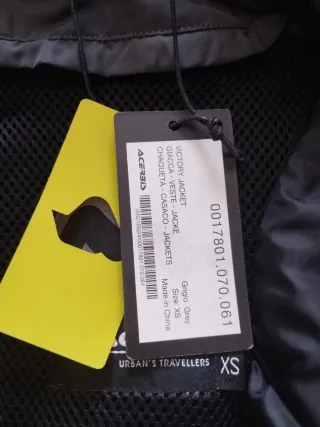 ACERBIS
VICTORY JACKET
GIACCA - VESTE - JACKE
CHAQUETA - CASACO - JACKETS
0017801.070.061
Grigio Grey
Size: XS
Made in China
URBAN'S TRAVELLERS
XS